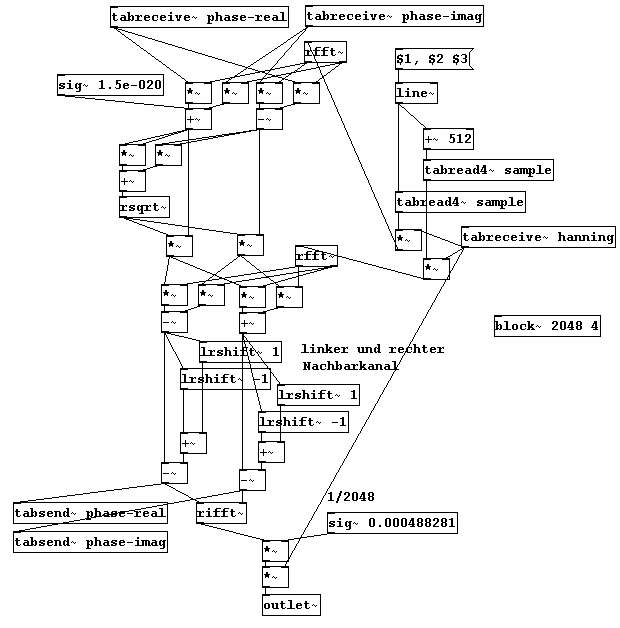 tabreceive~ phase-real
tabreceive~ phase-imag
rfft~
$1, $2 $3
sig~ 1.5e-020
*~
*~
*~
*~
line~
+~
-~
+~ 512
*~
*~
tabread4~ sample
+~
rsqrt~
tabread4~ sample
*~
*~
*~
tabreceive~ hanning
rfft~
*~
*~
*~
*~
*~
-~
+~
block~ 2048 4
lrshift~ 1
linker und rechter
Nachbarkanal
lrshift~ -1
lrshift~ 1
lrshift~ -1
+~
+~
-~
-~
1/2048
tabsend~ phase-real
rifft~
sig~ 0.000488281
tabsend~ phase-imag
*~
*~
outlet~